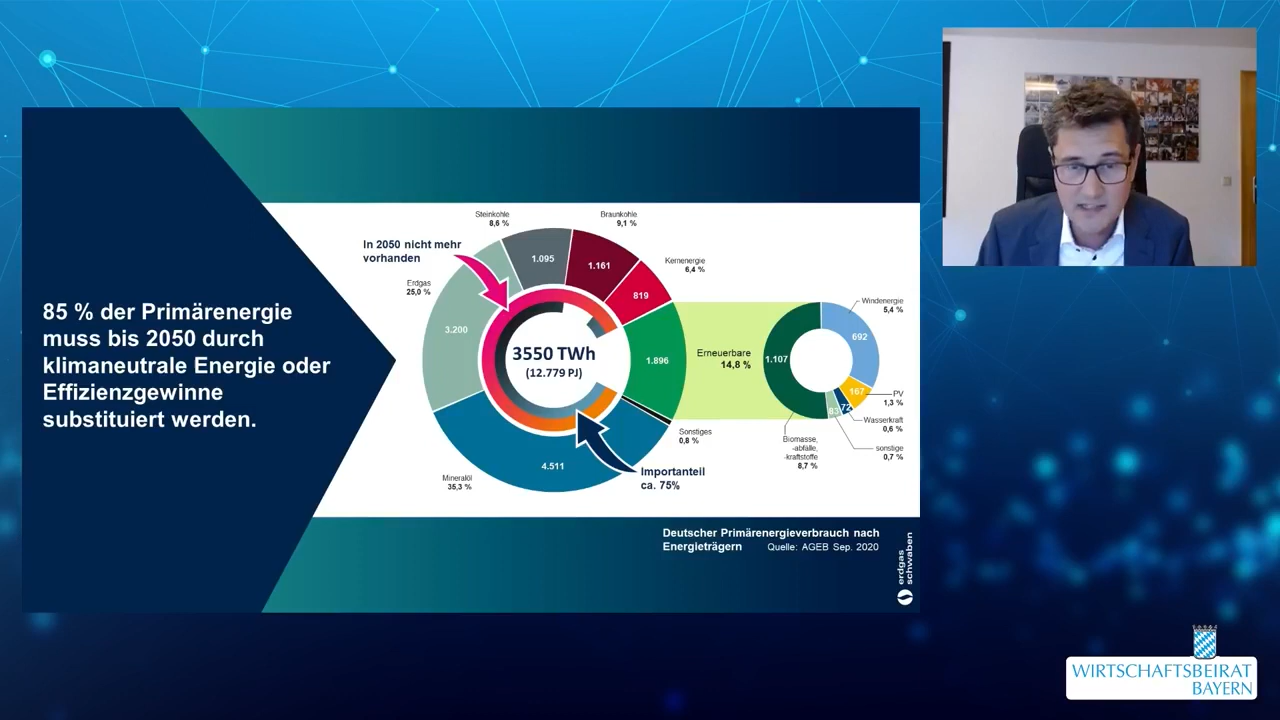 85 % der Primärenergie
muss bis 2050 durch
klimaneutrale Energie oder
Effizienzgewinne
substituiert werden.
In 2050 nicht mehr
vorhanden
Steinkohle
8,6 %
Braunkohle
9,1 %
Kernenergie
6,4 %
Erdgas
25,0 %
1.095
1.161
819
3.200
1.896
4.511
3550 TWh
(12.779 PJ)
Erneuerbare
14,8 %
Sonstiges
0,8 %
Mineralöl
35,3 %
Importanteil
ca. 75%
1.107
692
167
72
83
Windenergie
5,4 %
PV
1,3 %
Wasserkraft
0,6 %
sonstige
0,7 %
Biomasse,
-abfälle,
-kraftstoffe
8,7 %
Deutscher Primärenergieverbrauch nach
Energieträgern Quelle: AGEB Sep. 2020
erdgas
schwaben
WIRTSCHAFTSBEIRAT
BAYERN